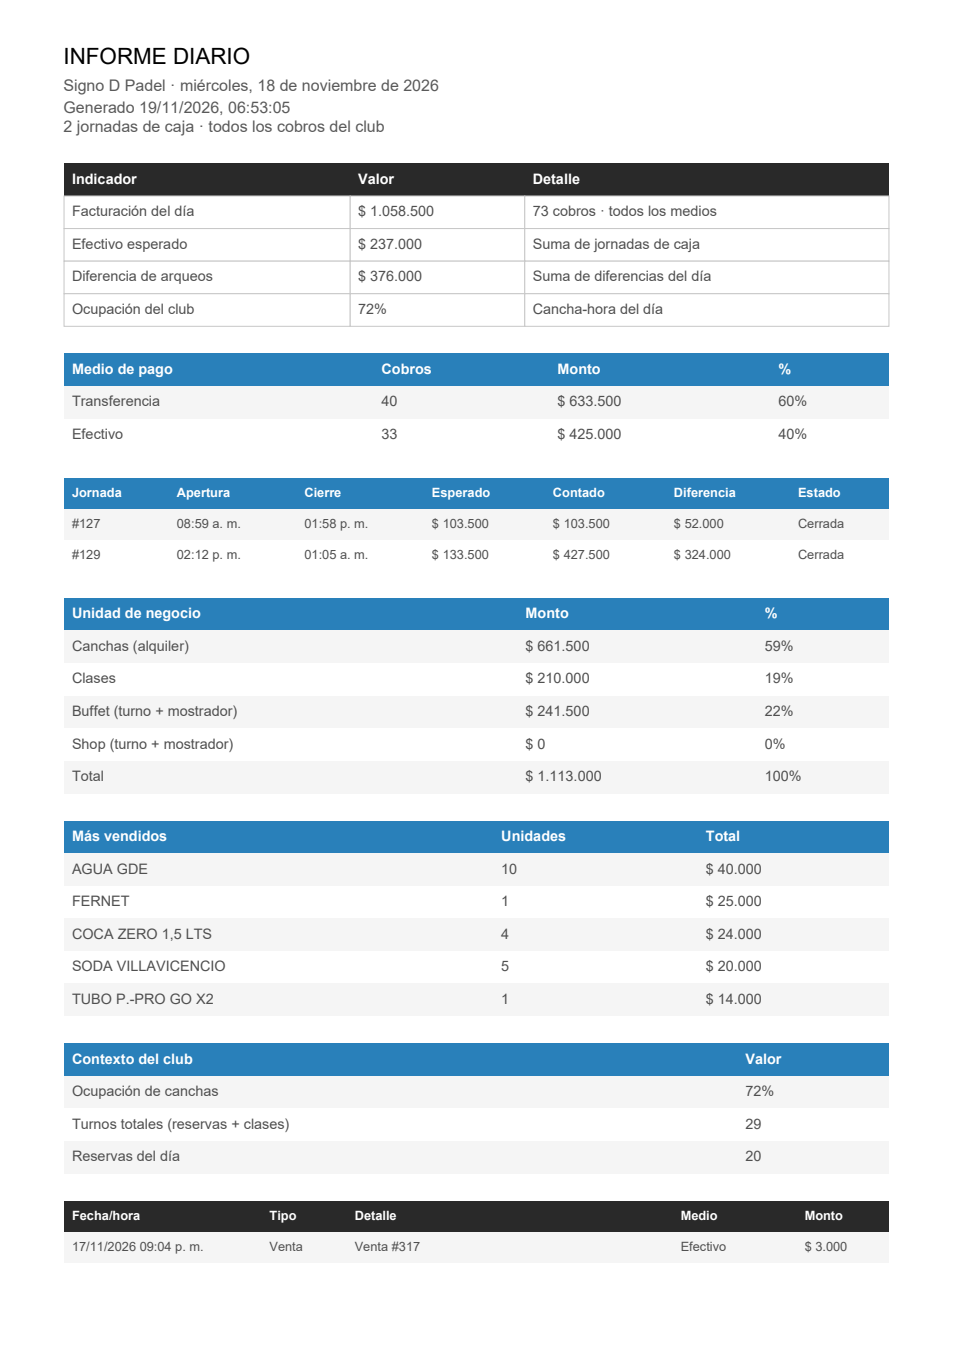 INFORME DIARIO
Signo D Padel · miércoles, 18 de noviembre de 2026
Generado 19/11/2026, 06:53:05
2 jornadas de caja · todos los cobros del club
Indicador Valor Detalle
Facturación del día $ 1.058.500 73 cobros · todos los medios
Efectivo esperado $ 237.000 Suma de jornadas de caja
Diferencia de arqueos $ 376.000 Suma de diferencias del día
Ocupación del club 72% Cancha-hora del día
Medio de pago Cobros Monto %
Transferencia 40 $ 633.500 60%
Efectivo 33 $ 425.000 40%
Jornada Apertura Cierre Esperado Contado Diferencia Estado
#127 08:59 a. m. 01:58 p. m. $ 103.500 $ 103.500 $ 52.000 Cerrada
#129 02:12 p. m. 01:05 a. m. $ 133.500 $ 427.500 $ 324.000 Cerrada
Unidad de negocio Monto %
Canchas (alquiler) $ 661.500 59%
Clases $ 210.000 19%
Buffet (turno + mostrador) $ 241.500 22%
Shop (turno + mostrador) $ 0 0%
Total $ 1.113.000 100%
Más vendidos Unidades Total
AGUA GDE 10 $ 40.000
FERNET 1 $ 25.000
COCA ZERO 1,5 LTS 4 $ 24.000
SODA VILLAVICENCIO 5 $ 20.000
TUBO P.-PRO GO X2 1 $ 14.000
Contexto del club Valor
Ocupación de canchas 72%
Turnos totales (reservas + clases) 29
Reservas del día 20
Fecha/hora Tipo Detalle Medio Monto
17/11/2026 09:04 p. m. Venta Venta #317 Efectivo $ 3.000